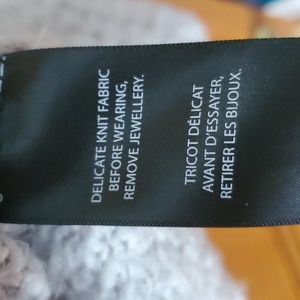 DELICATE KNIT FABRIC
BEFORE WEARING,
REMOVE JEWELLERY.
TRICOT DÉLICAT
AVANT D'ESSAYER,
RETIRER LES BIJOUX.